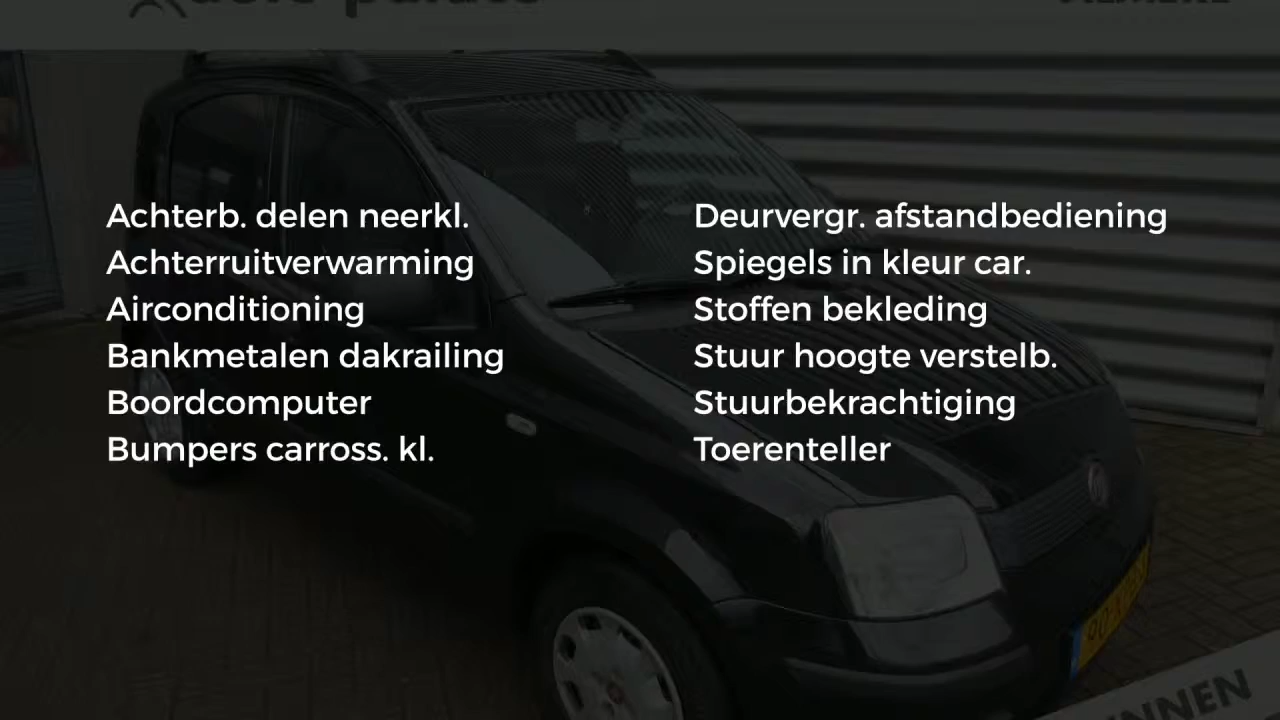 Achterb. delen neerkl.
Achterruitverwarming
Airconditioning
Bankmetalen dakrailing
Boordcomputer
Bumpers carross. kl.
Deurvergr. afstandbediening
Spiegels in kleur car.
Stoffen bekleding
Stuur hoogte verstelb.
Stuurbekrachtiging
Toerenteller